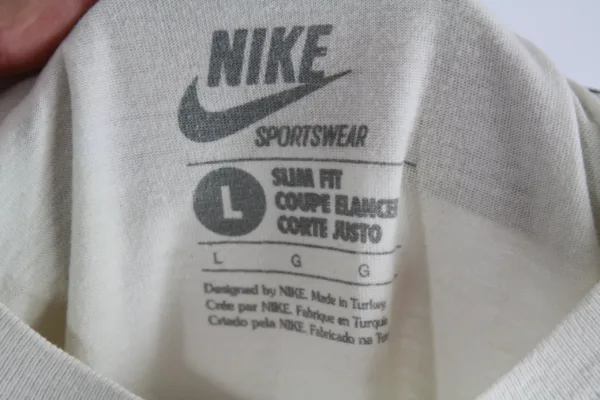 NIKE
SPORTSWEAR
L
SLIM FIT
COUPE ELANCEE
CORTE JUSTO
L G G
Designed by NIKE. Made in Turkey
Crée par NIKE. Fabrique en Turquie
Criado pela NIKE. Fabricado na